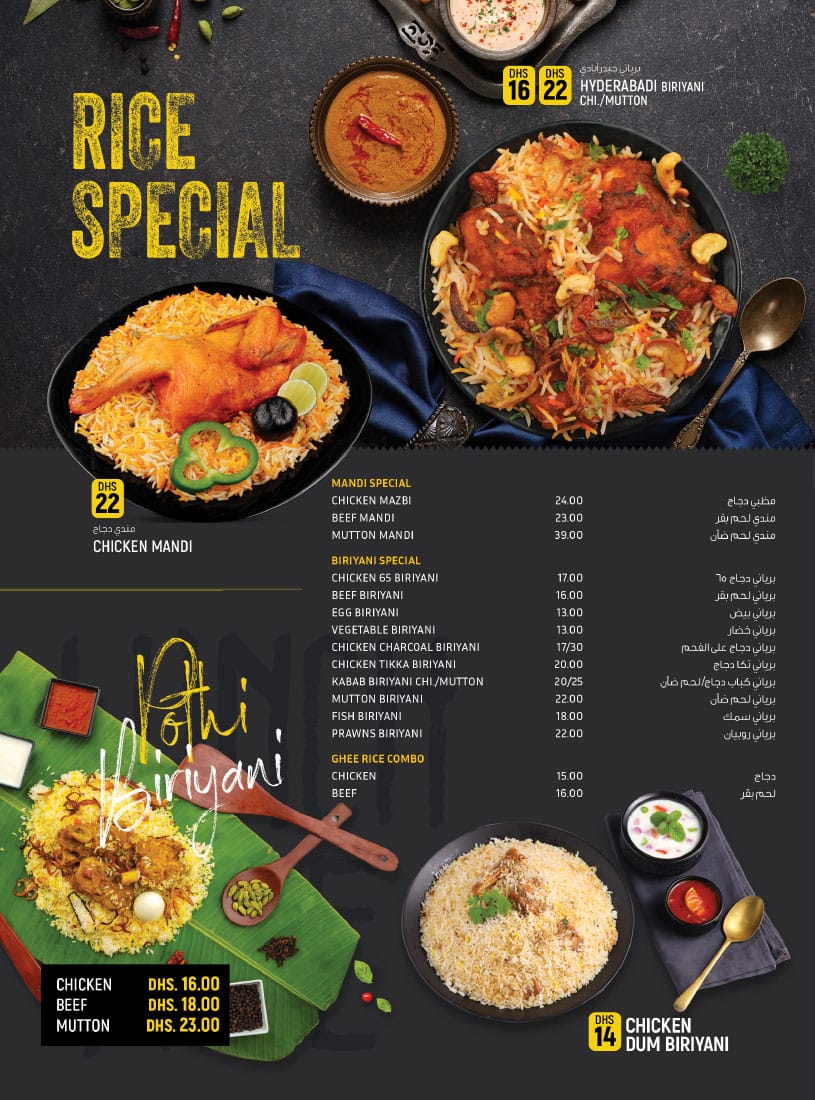 RICE
SPECIAL
DHS
16
DHS
22
برياني حيدرآبادي
HYDERABADI BIRIYANI
CHI./MUTTON
DHS
22
مندي دجاج
CHICKEN MANDI
MANDI SPECIAL
CHICKEN MAZBI 24.00 مظبي دجاج
BEEF MANDI 23.00 مندي لحم بقر
MUTTON MANDI 39.00 مندي لحم ضأن
BIRIYANI SPECIAL
CHICKEN 65 BIRIYANI 17.00 برياني دجاج ٦٥
BEEF BIRIYANI 16.00 برياني لحم بقر
EGG BIRIYANI 13.00 برياني بيض
VEGETABLE BIRIYANI 13.00 برياني خضار
CHICKEN CHARCOAL BIRIYANI 17/30 برياني دجاج على الفحم
CHICKEN TIKKA BIRIYANI 20.00 برياني تكا دجاج
KABAB BIRIYANI CHI./MUTTON 20/25 برياني كباب دجاج/لحم ضأن
MUTTON BIRIYANI 22.00 برياني لحم ضأن
FISH BIRIYANI 18.00 برياني سمك
PRAWNS BIRIYANI 22.00 برياني روبيان
GHEE RICE COMBO
CHICKEN 15.00 دجاج
BEEF 16.00 لحم بقر
Pothi
Biriyani
CHICKEN DHS. 16.00
BEEF DHS. 18.00
MUTTON DHS. 23.00
DHS
14
CHICKEN
DUM BIRIYANI